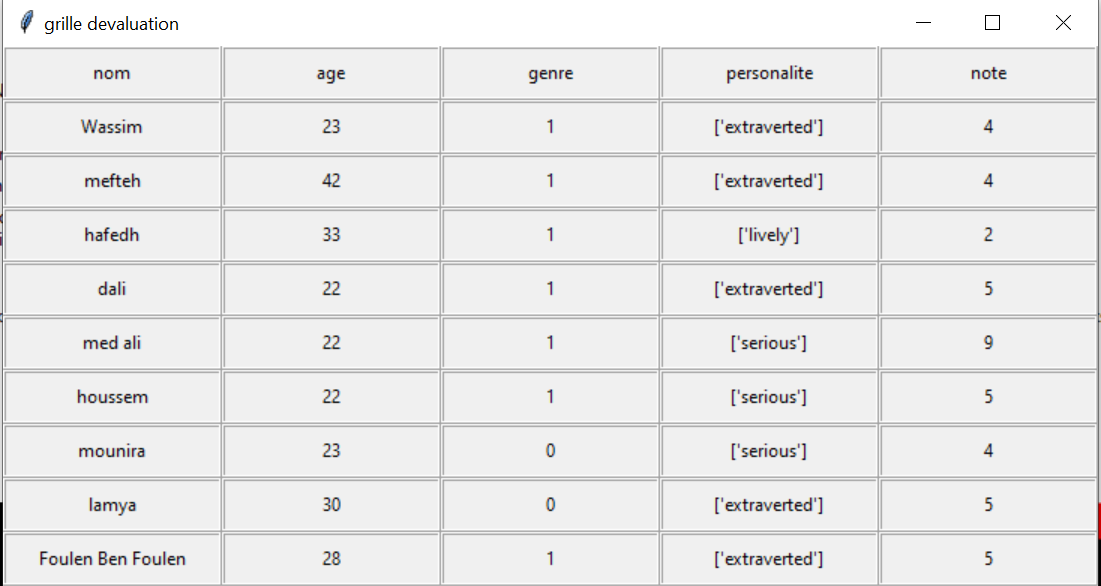 grille devaluation
nom age genre personalite note
Wassim 23 1 ['extraverted'] 4
mefteh 42 1 ['extraverted'] 4
hafedh 33 1 ['lively'] 2
dali 22 1 ['extraverted'] 5
med ali 22 1 ['serious'] 9
houssem 22 1 ['serious'] 5
mounira 23 0 ['serious'] 4
lamya 30 0 ['extraverted'] 5
Foulen Ben Foulen 28 1 ['extraverted'] 5